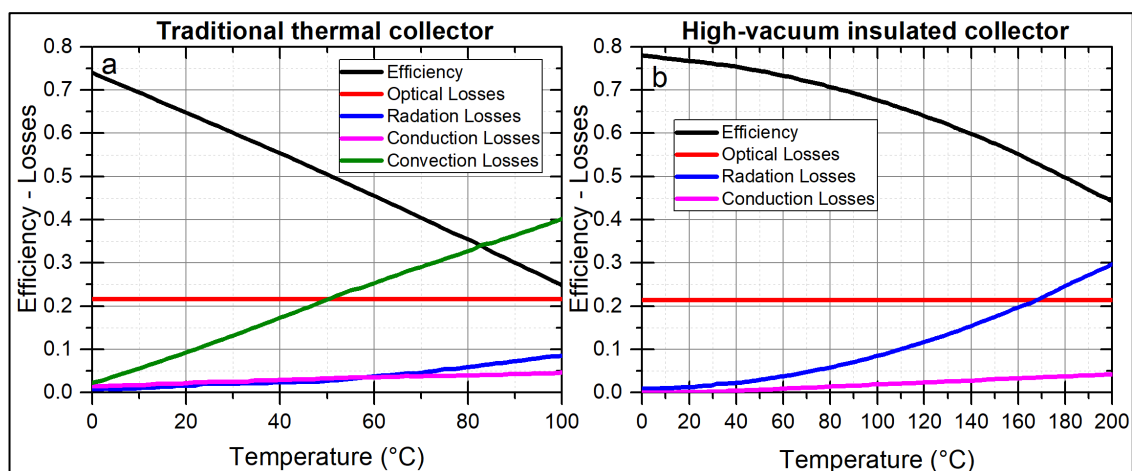 Traditional thermal collector
a
Efficiency
Optical Losses
Radation Losses
Conduction Losses
Convection Losses
Efficiency - Losses
0.8
0.7
0.6
0.5
0.4
0.3
0.2
0.1
0.0
0 20 40 60 80 100
Temperature (°C)
High-vacuum insulated collector
b
Efficiency
Optical Losses
Radation Losses
Conduction Losses
Efficiency - Losses
0.8
0.7
0.6
0.5
0.4
0.3
0.2
0.1
0.0
0 20 40 60 80 100 120 140 160 180 200
Temperature (°C)